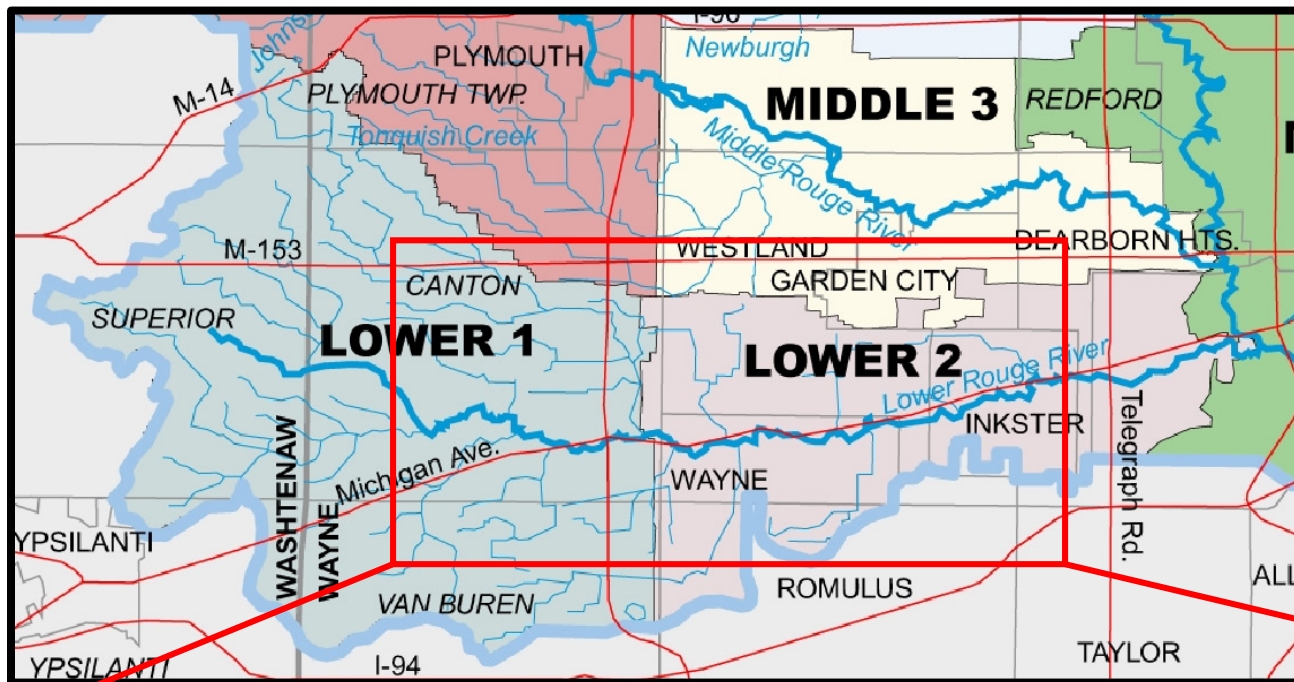 I-96
Johns
PLYMOUTH
Newburgh
M-14
PLYMOUTH TWP.
MIDDLE 3
REDFORD
Tonquish Creek
Middle Rouge River
M-153
WESTLAND
DEARBORN HTS.
CANTON
GARDEN CITY
SUPERIOR
LOWER 1
LOWER 2
Lower Rouge River
INKSTER
Telegraph Rd.
Michigan Ave.
WAYNE
WASHTENAW
WAYNE
YPSILANTI
ROMULUS
ALL
VAN BUREN
YPSILANTI
I-94
TAYLOR